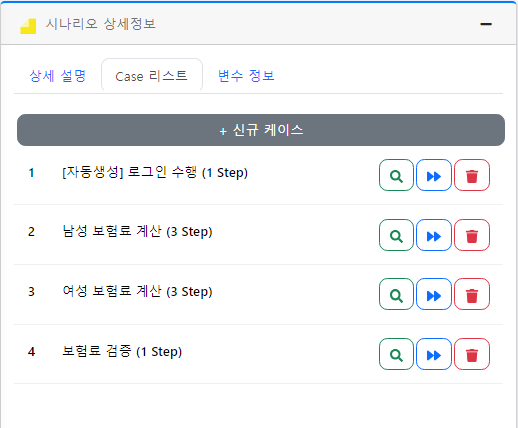 시나리오 상세정보
상세 설명 Case 리스트 변수 정보
+ 신규 케이스
1 [자동생성] 로그인 수행 (1 Step)
2 남성 보험료 계산 (3 Step)
3 여성 보험료 계산 (3 Step)
4 보험료 검증 (1 Step)